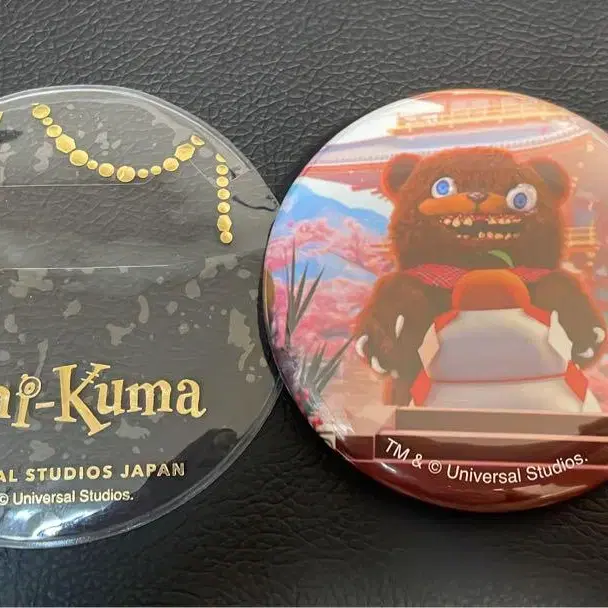 ni-Kuma
AL STUDIOS JAPAN
© Universal Studios.
TM & © Universal Studios.